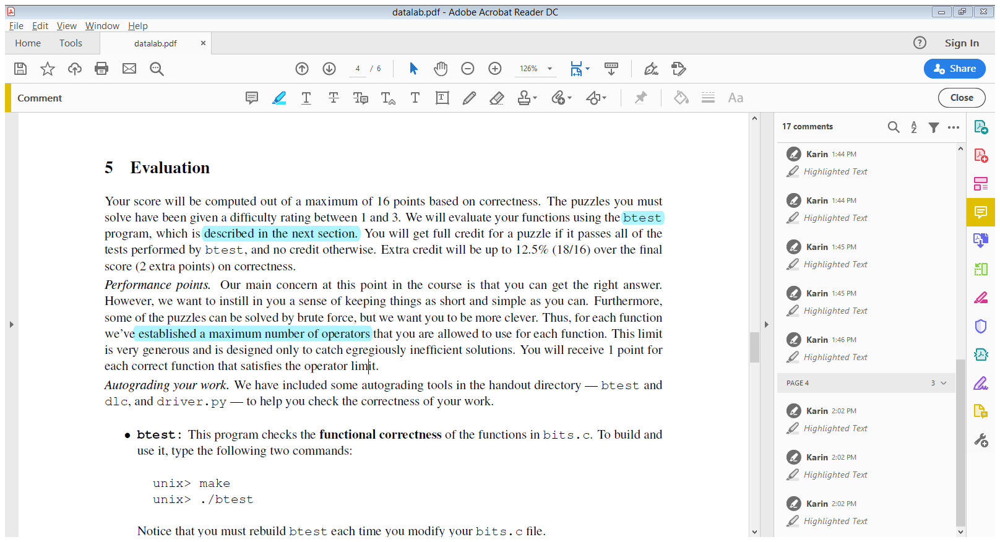 datalab.pdf - Adobe Acrobat Reader DC
File Edit View Window Help
Home Tools datalab.pdf × Sign In
4 / 6 126% Share
Comment Close
5 Evaluation
Your score will be computed out of a maximum of 16 points based on correctness. The puzzles you must
solve have been given a difficulty rating between 1 and 3. We will evaluate your functions using the btest
program, which is described in the next section. You will get full credit for a puzzle if it passes all of the
tests performed by btest, and no credit otherwise. Extra credit will be up to 12.5% (18/16) over the final
score (2 extra points) on correctness.
Performance points. Our main concern at this point in the course is that you can get the right answer.
However, we want to instill in you a sense of keeping things as short and simple as you can. Furthermore,
some of the puzzles can be solved by brute force, but we want you to be more clever. Thus, for each function
we've established a maximum number of operators that you are allowed to use for each function. This limit
is very generous and is designed only to catch egregiously inefficient solutions. You will receive 1 point for
each correct function that satisfies the operator limit.
Autograding your work. We have included some autograding tools in the handout directory — btest and
dlc, and driver.py — to help you check the correctness of your work.
• btest: This program checks the functional correctness of the functions in bits.c. To build and
use it, type the following two commands:
unix> make
unix> ./btest
Notice that you must rebuild btest each time you modify your bits.c file.
17 comments
Karin 1:44 PM
Highlighted Text
Karin 1:44 PM
Highlighted Text
Karin 1:45 PM
Highlighted Text
Karin 1:45 PM
Highlighted Text
Karin 1:46 PM
Highlighted Text
PAGE 4 3
Karin 2:02 PM
Highlighted Text
Karin 2:02 PM
Highlighted Text
Karin 2:02 PM
Highlighted Text